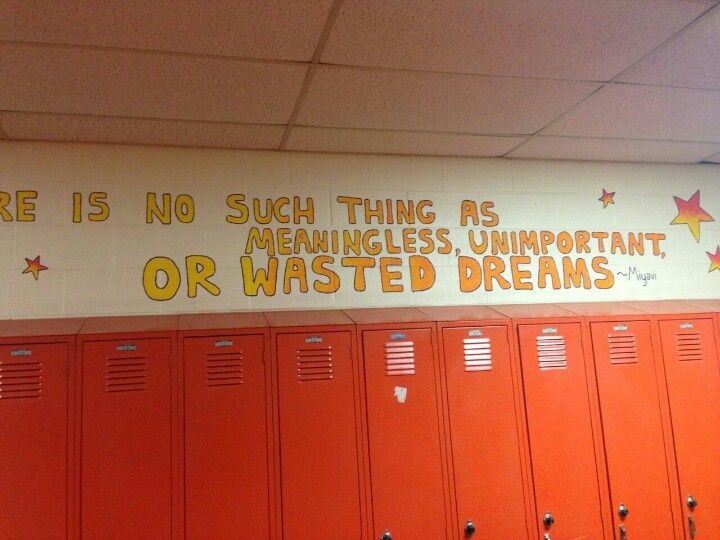 RE IS NO SUCH THING AS
MEANINGLESS, UNIMPORTANT,
OR WASTED DREAMS ~Miyavi